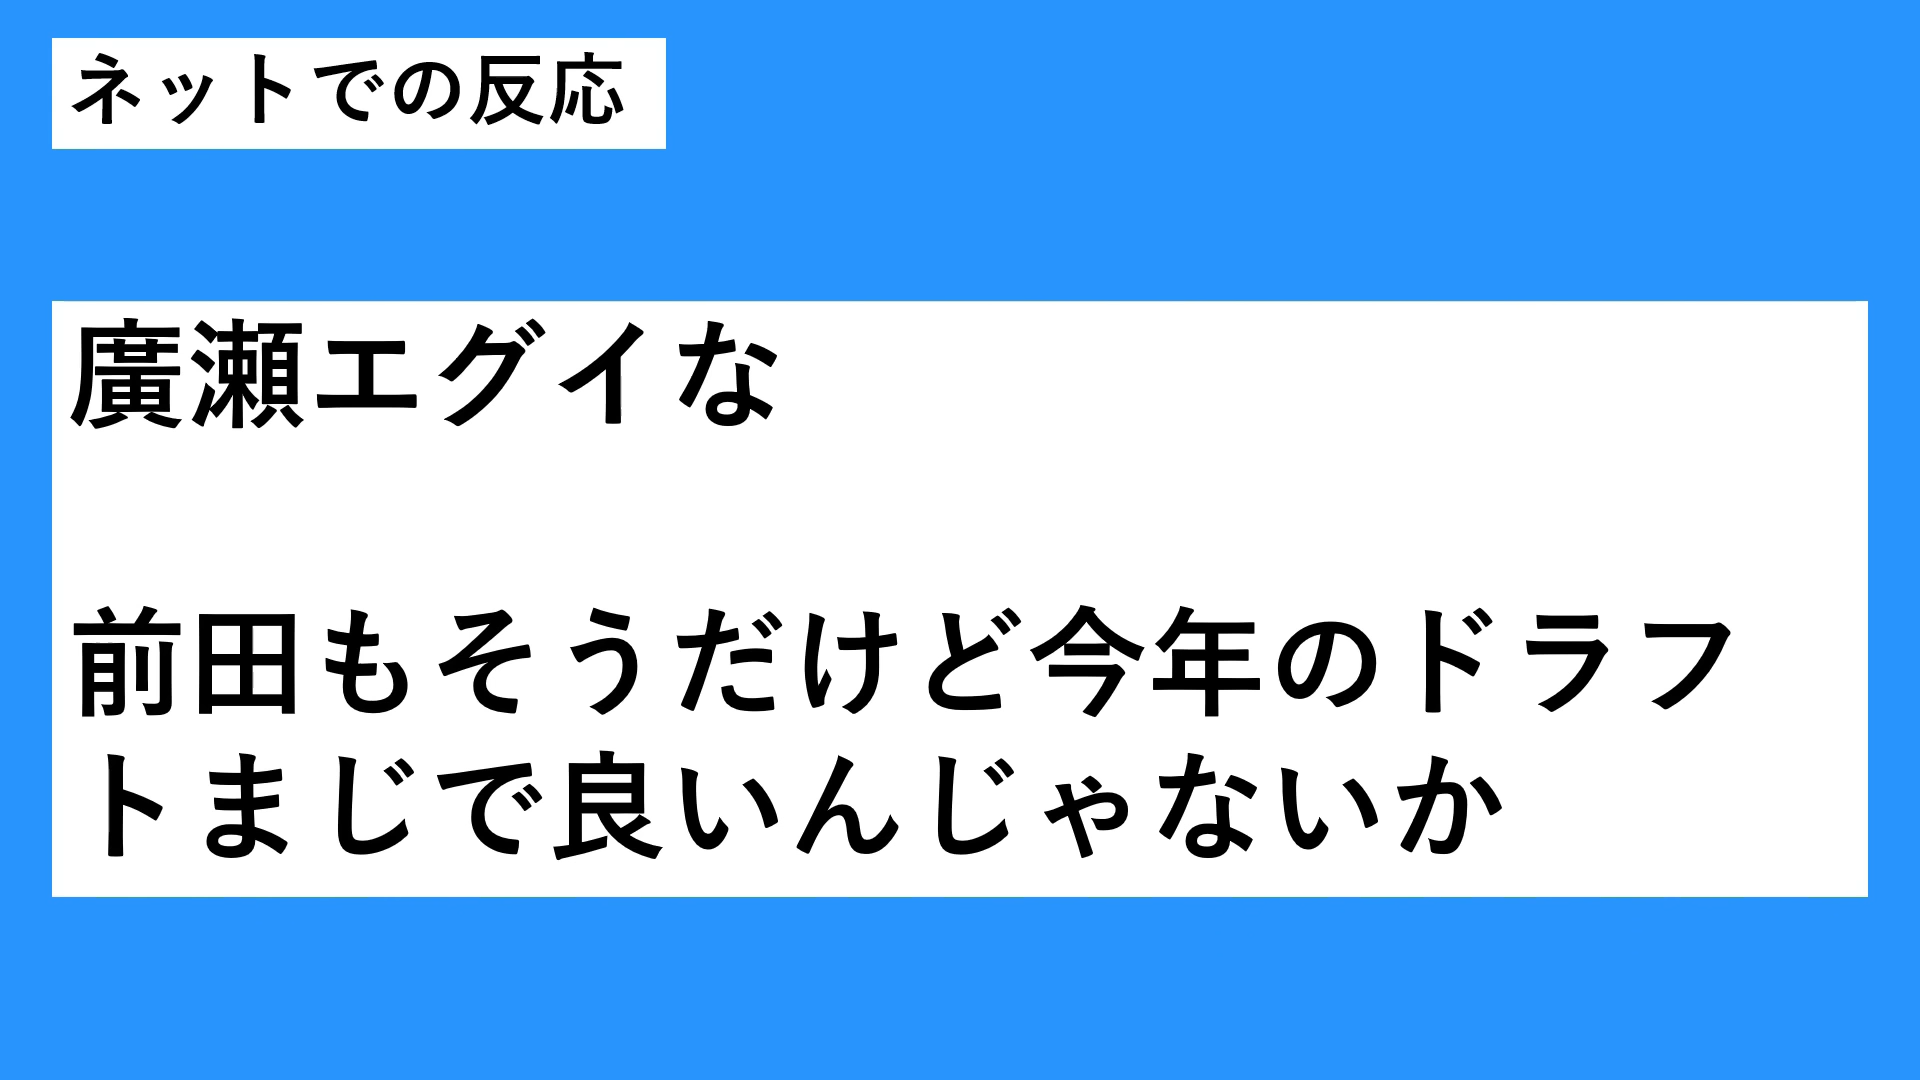 ネットでの反応
廣瀬エグイな
前田もそうだけど今年のドラフ
トまじで良いんじゃないか